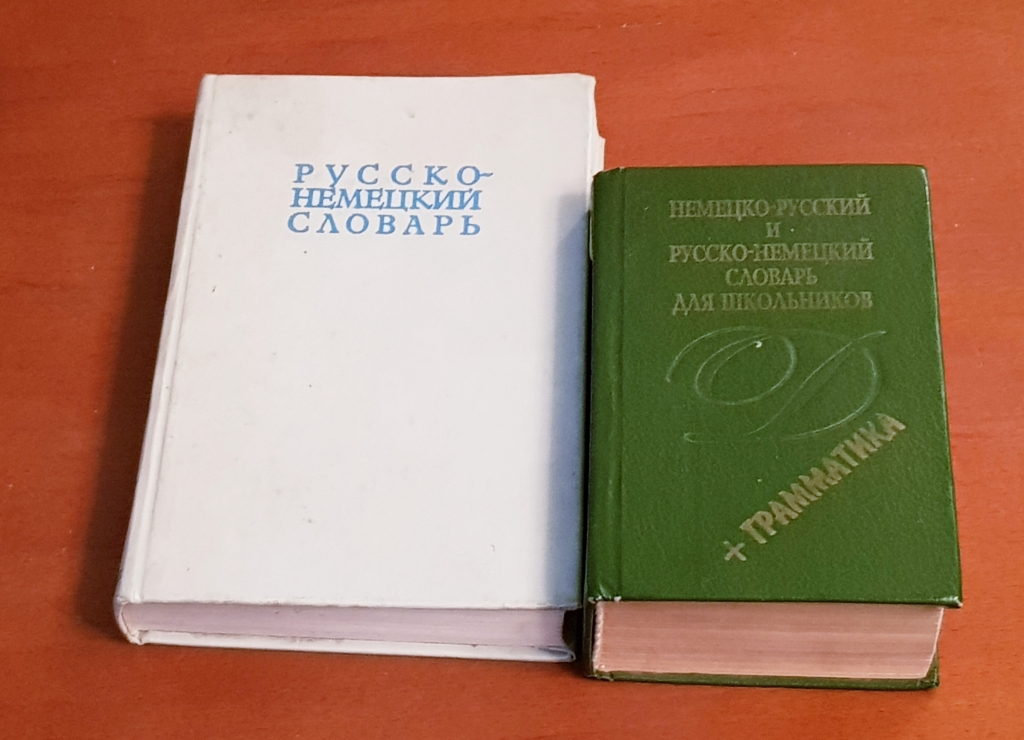 РУССКО-
НЕМЕЦКИЙ
СЛОВАРЬ
НЕМЕЦКО-РУССКИЙ
И
РУССКО-НЕМЕЦКИЙ
СЛОВАРЬ
ДЛЯ ШКОЛЬНИКОВ
+ ГРАММАТИКА